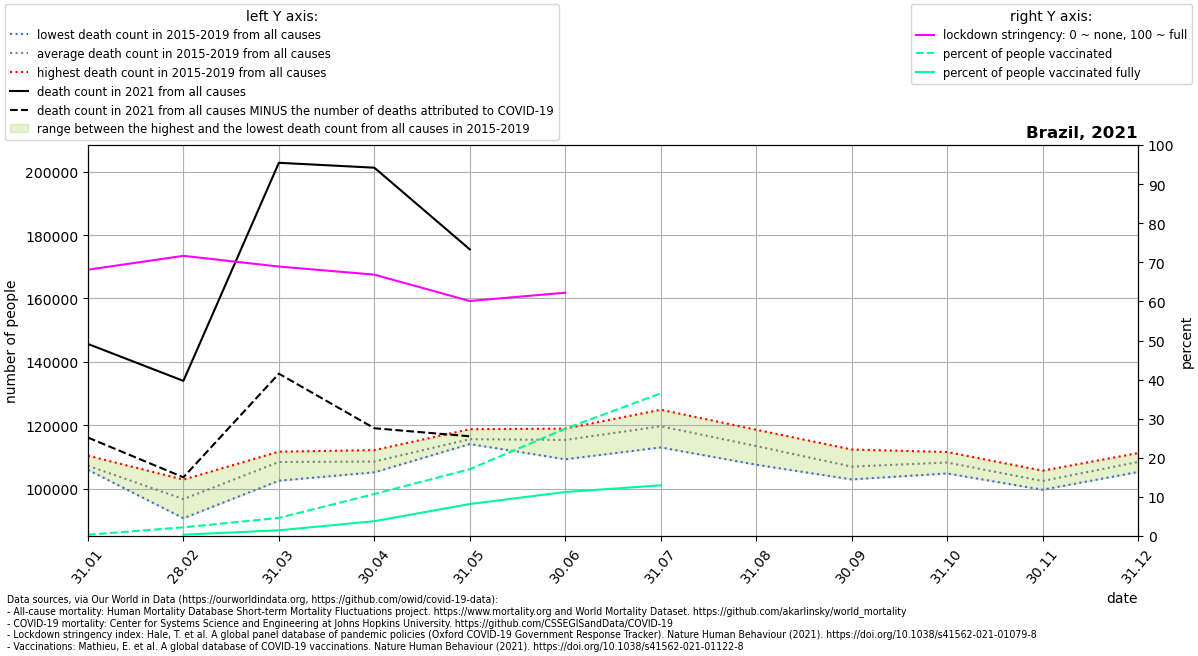 left Y axis:
lowest death count in 2015-2019 from all causes
average death count in 2015-2019 from all causes
highest death count in 2015-2019 from all causes
death count in 2021 from all causes
death count in 2021 from all causes MINUS the number of deaths attributed to COVID-19
range between the highest and the lowest death count from all causes in 2015-2019
right Y axis:
lockdown stringency: 0 ~ none, 100 ~ full
percent of people vaccinated
percent of people vaccinated fully
Brazil, 2021
number of people
200000
180000
160000
140000
120000
100000
100
90
80
70
60
50
40
30
20
10
0
percent
31.01
28.02
31.03
30.04
31.05
30.06
31.07
31.08
30.09
31.10
30.11
31.12
date
Data sources, via Our World in Data (https://ourworldindata.org, https://github.com/owid/covid-19-data):
- All-cause mortality: Human Mortality Database Short-term Mortality Fluctuations project. https://www.mortality.org and World Mortality Dataset. https://github.com/akarlinsky/world_mortality
- COVID-19 mortality: Center for Systems Science and Engineering at Johns Hopkins University. https://github.com/CSSEGISandData/COVID-19
- Lockdown stringency index: Hale, T. et al. A global panel database of pandemic policies (Oxford COVID-19 Government Response Tracker). Nature Human Behaviour (2021). https://doi.org/10.1038/s41562-021-01079-8
- Vaccinations: Mathieu, E. et al. A global database of COVID-19 vaccinations. Nature Human Behaviour (2021). https://doi.org/10.1038/s41562-021-01122-8